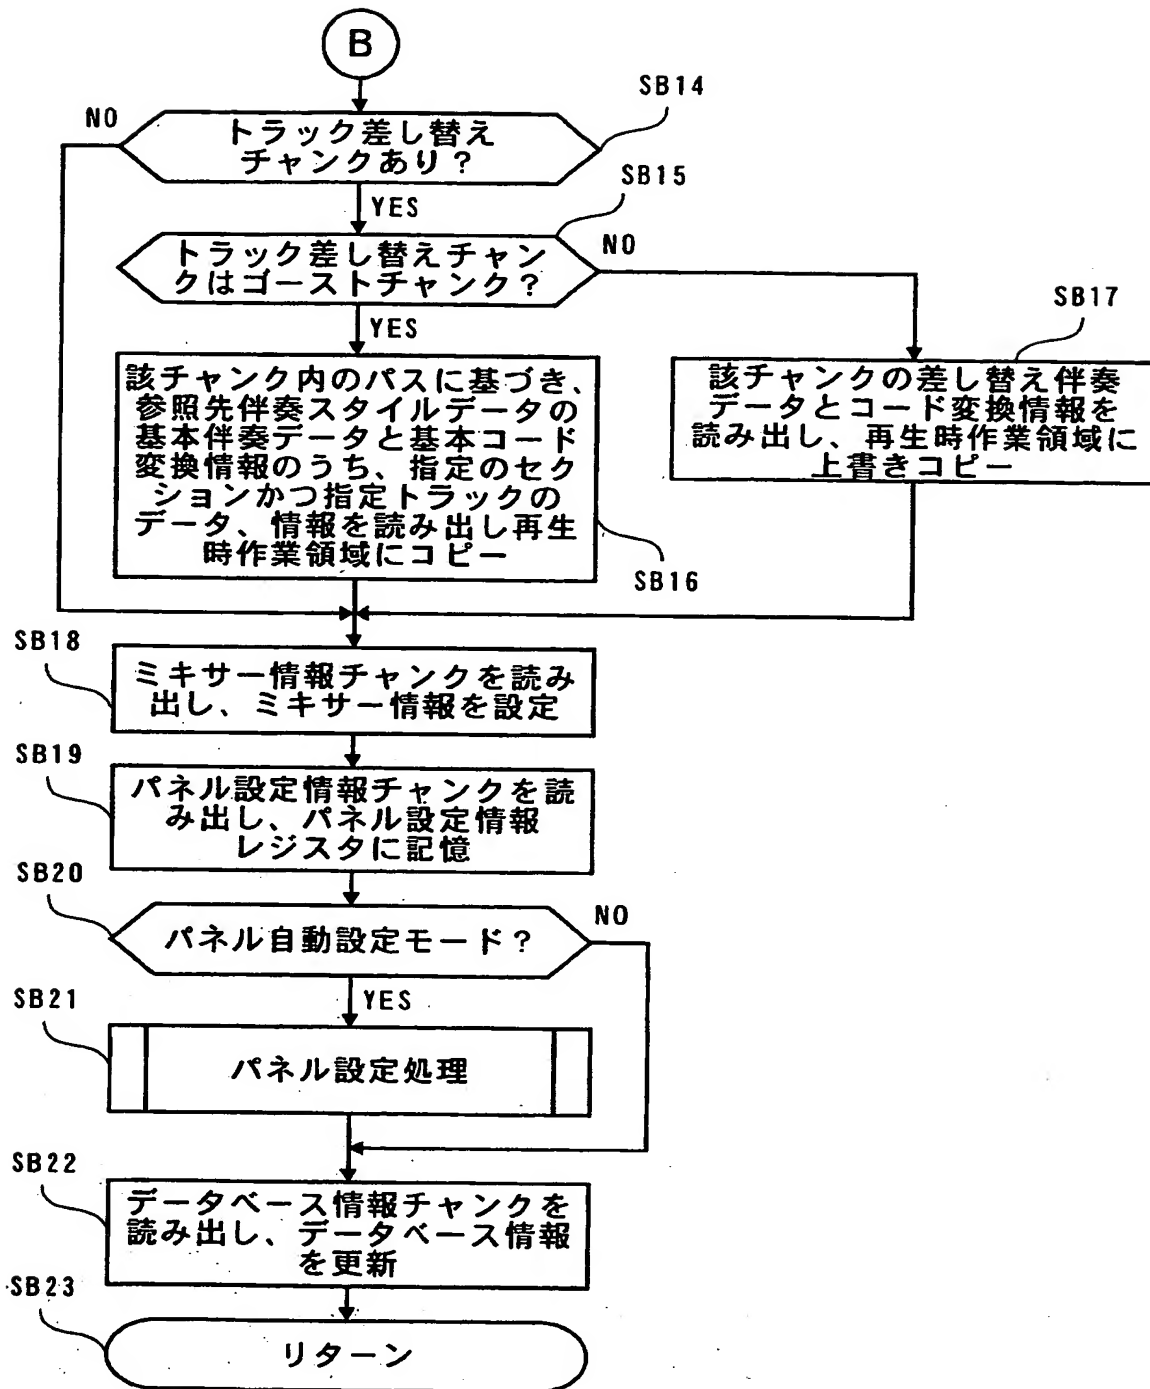 B
SB14
NO
トラック差し替え
チャンクあり？
YES
SB15
トラック差し替えチャン
クはゴーストチャンク？
NO
YES
SB17
該チャンク内のパスに基づき、
参照先伴奏スタイルデータの
基本伴奏データと基本コード
変換情報のうち、指定のセク
ションかつ指定トラックの
データ、情報を読み出し再生
時作業領域にコピー
該チャンクの差し替え伴奏
データとコード変換情報を
読み出し、再生時作業領域に
上書きコピー
SB16
SB18
ミキサー情報チャンクを読み
出し、ミキサー情報を設定
SB19
パネル設定情報チャンクを読
み出し、パネル設定情報
レジスタに記憶
SB20
パネル自動設定モード？
NO
YES
SB21
パネル設定処理
SB22
データベース情報チャンクを
読み出し、データベース情報
を更新
SB23
リターン